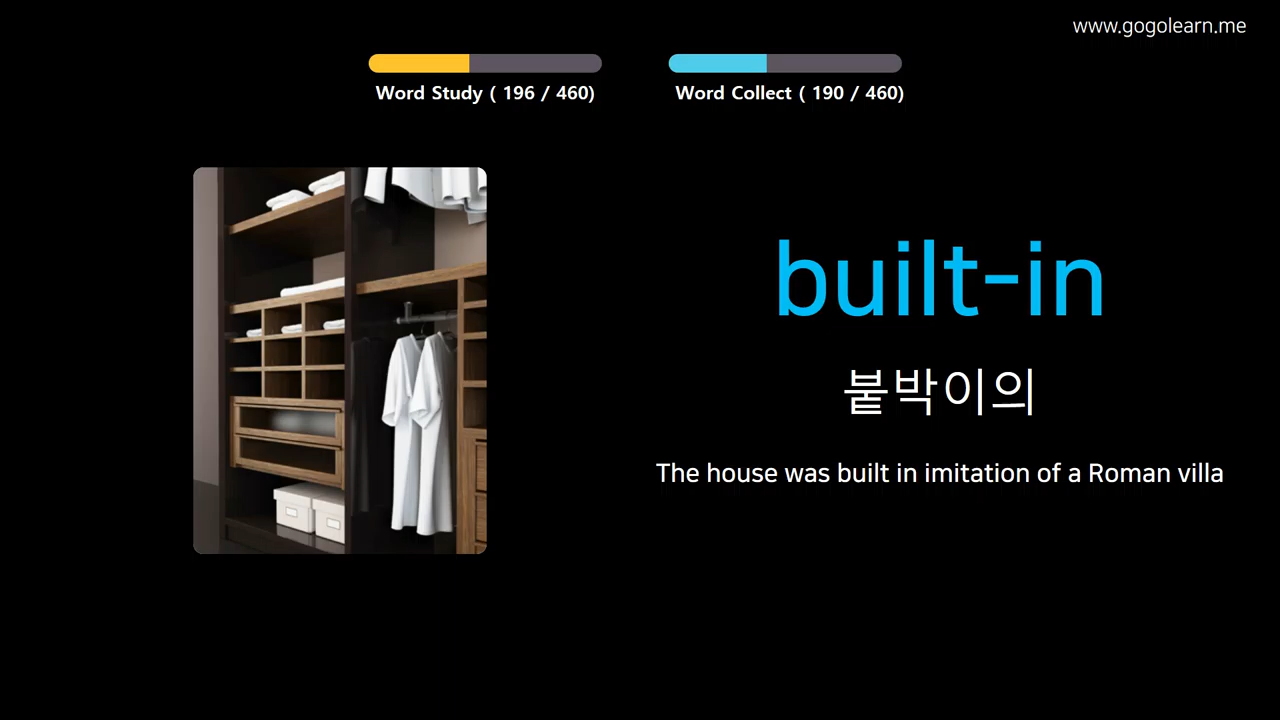 www.gogolearn.me
Word Study ( 196 / 460)
Word Collect ( 190 / 460)
built-in
붙박이의
The house was built in imitation of a Roman villa